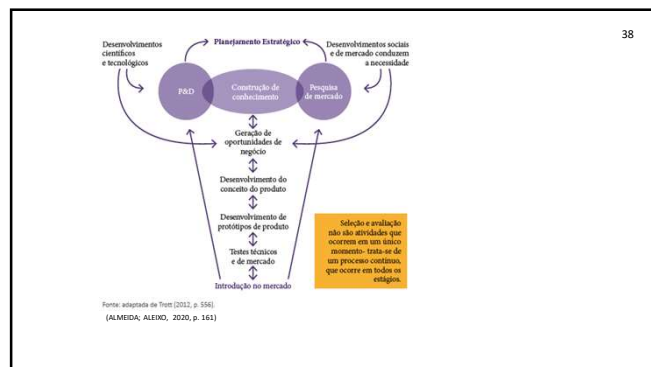 38
Planejamento Estratégico
Desenvolvimentos
científicos
e tecnológicos
Desenvolvimentos sociais
e de mercado conduzem
a necessidade
P&D
Construção de
conhecimento
Pesquisa
de mercado
Geração de
oportunidades de
negócio
Desenvolvimento do
conceito do produto
Desenvolvimento de
protótipos de produto
Testes técnicos
e de mercado
Introdução no mercado
Seleção e avaliação
não são atividades que
ocorrem em um único
momento- trata-se de
um processo contínuo,
que ocorre em todos os
estágios.
Fonte: adaptada de Trott (2012, p. 556).
(ALMEIDA; ALEIXO, 2020, p. 161)